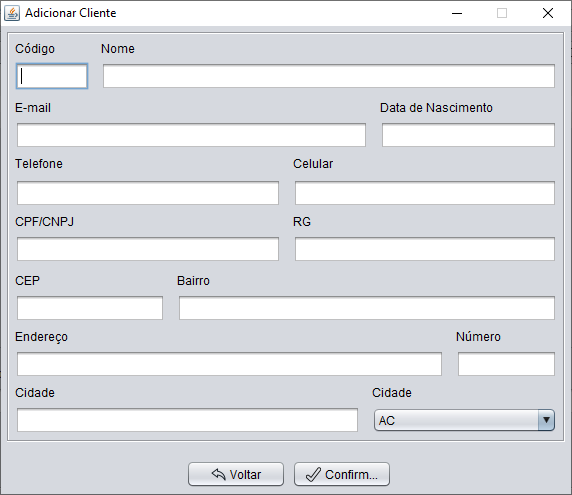 Adicionar Cliente
Código Nome
E-mail Data de Nascimento
Telefone Celular
CPF/CNPJ RG
CEP Bairro
Endereço Número
Cidade Cidade
AC
Voltar Confirm...